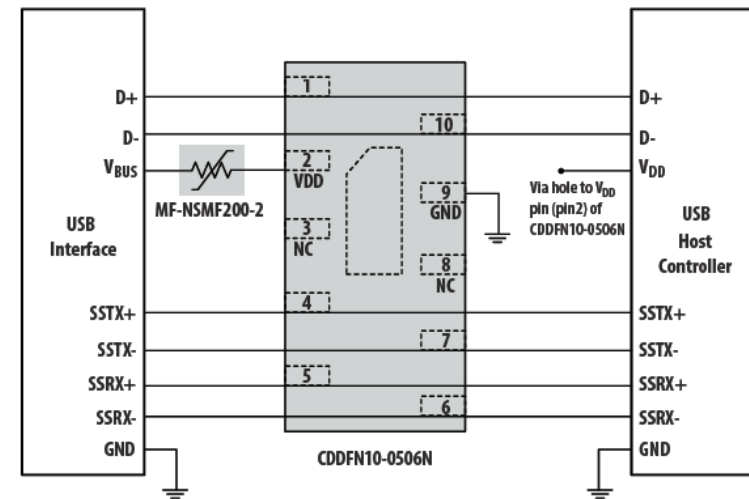 D+
D-
VBUS
MF-NSMF200-2
USB
Interface
SSTX+
SSTX-
SSRX+
SSRX-
GND
1
2
VDD
3
NC
4
5
10
9
GND
8
NC
7
6
CDDFN10-0506N
Via hole to VDD
pin (pin2) of
CDDFN10-0506N
D+
D-
VDD
USB
Host
Controller
SSTX+
SSTX-
SSRX+
SSRX-
GND